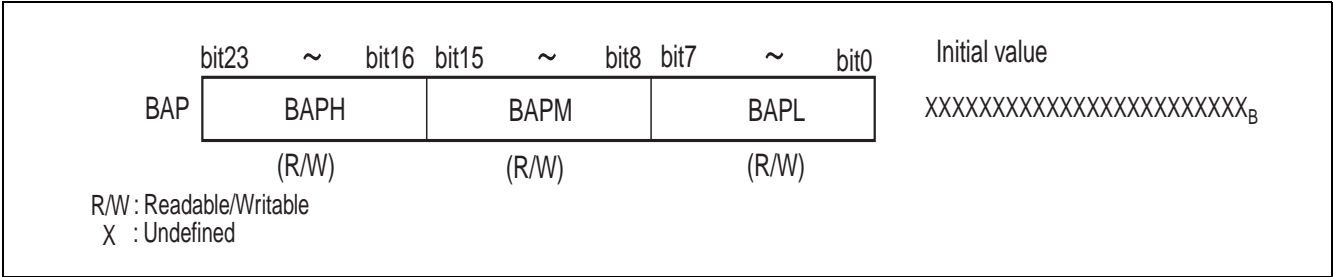 bit23 ~ bit16 bit15 ~ bit8 bit7 ~ bit0 Initial value
BAP BAPH BAPM BAPL XXXXXXXXXXXXXXXXXXXXXXXXB
(R/W) (R/W) (R/W)
R/W : Readable/Writable
X : Undefined